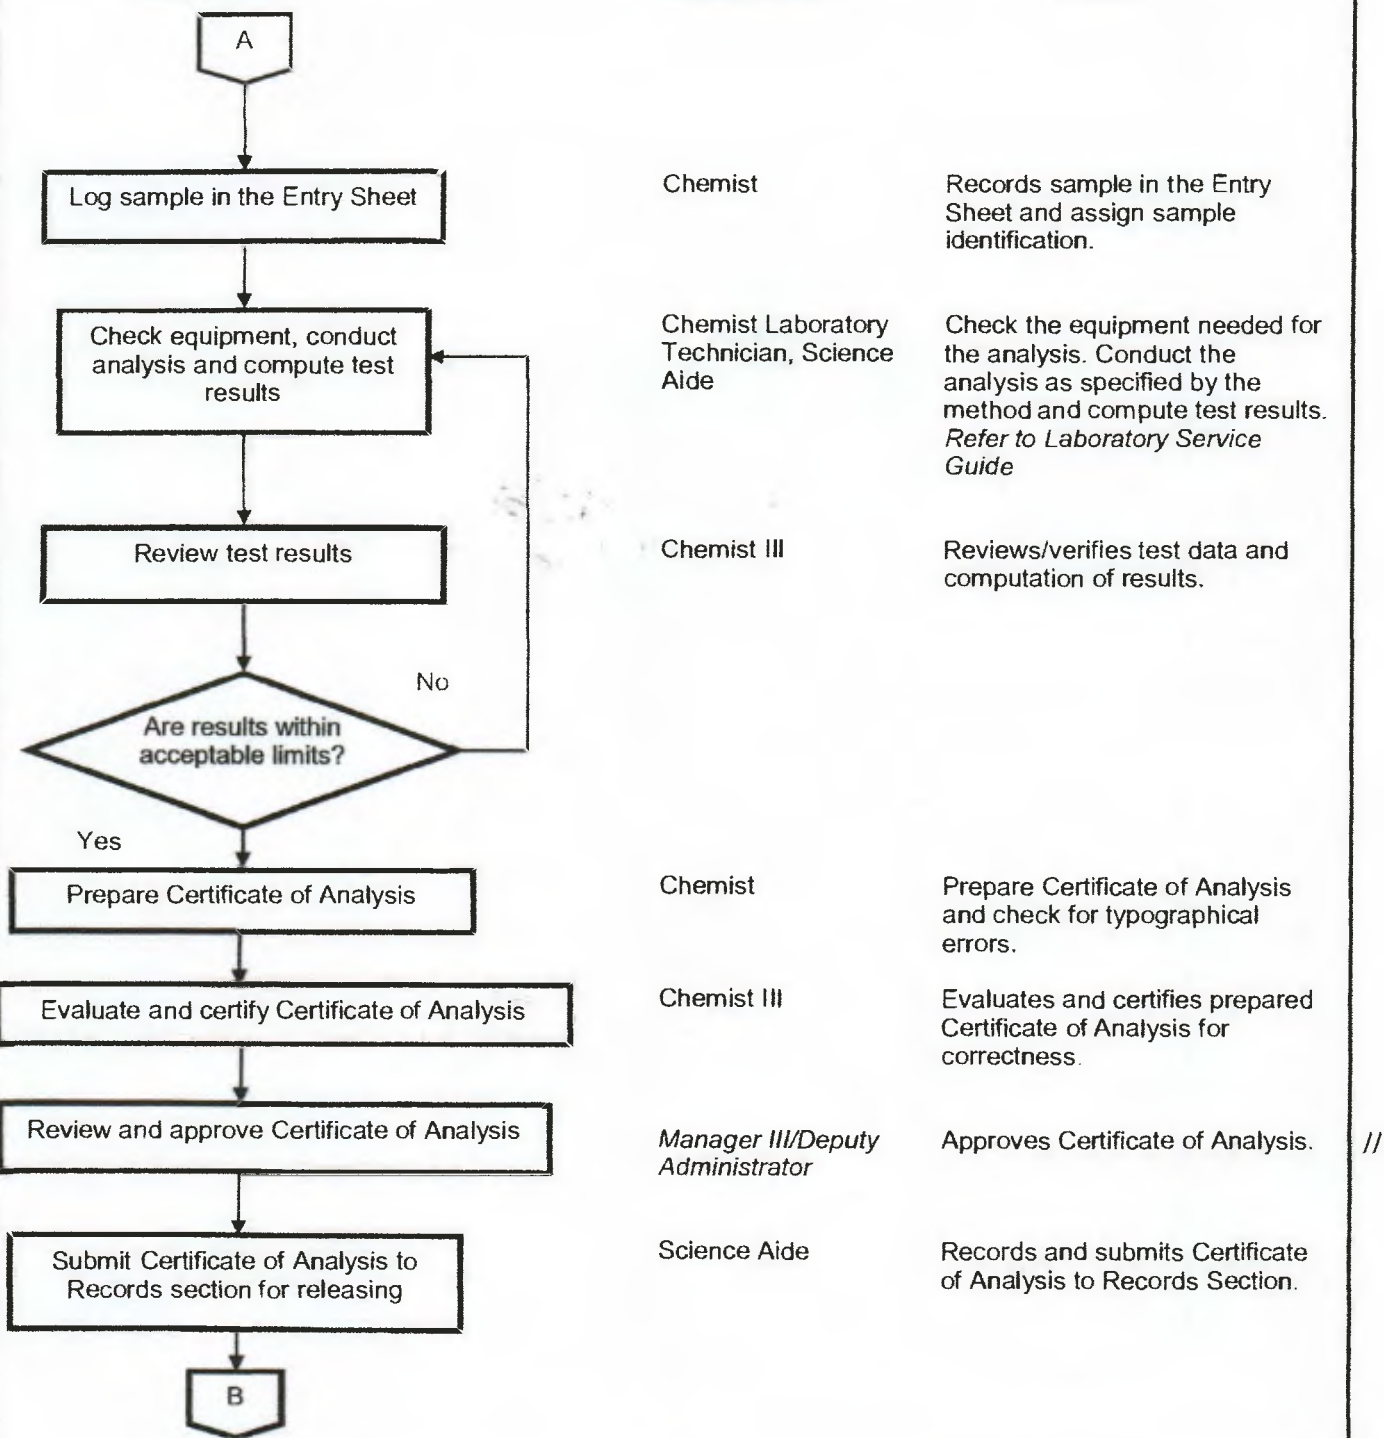 A
Log sample in the Entry Sheet
Chemist
Records sample in the Entry
Sheet and assign sample
identification.
Check equipment, conduct
analysis and compute test
results
Chemist Laboratory
Technician, Science
Aide
Check the equipment needed for
the analysis. Conduct the
analysis as specified by the
method and compute test results.
Refer to Laboratory Service
Guide
Review test results
Chemist III
Reviews/verifies test data and
computation of results.
No
Are results within
acceptable limits?
Yes
Prepare Certificate of Analysis
Chemist
Prepare Certificate of Analysis
and check for typographical
errors.
Evaluate and certify Certificate of Analysis
Chemist III
Evaluates and certifies prepared
Certificate of Analysis for
correctness.
Review and approve Certificate of Analysis
Manager III/Deputy
Administrator
Approves Certificate of Analysis.
//
Submit Certificate of Analysis to
Records section for releasing
Science Aide
Records and submits Certificate
of Analysis to Records Section.
B